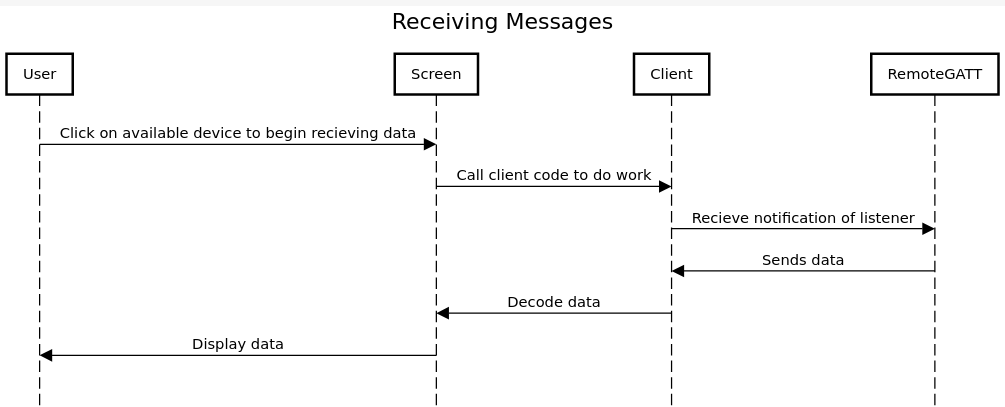 Receiving Messages
User
Screen
Client
RemoteGATT
Click on available device to begin recieving data
Call client code to do work
Recieve notification of listener
Sends data
Decode data
Display data